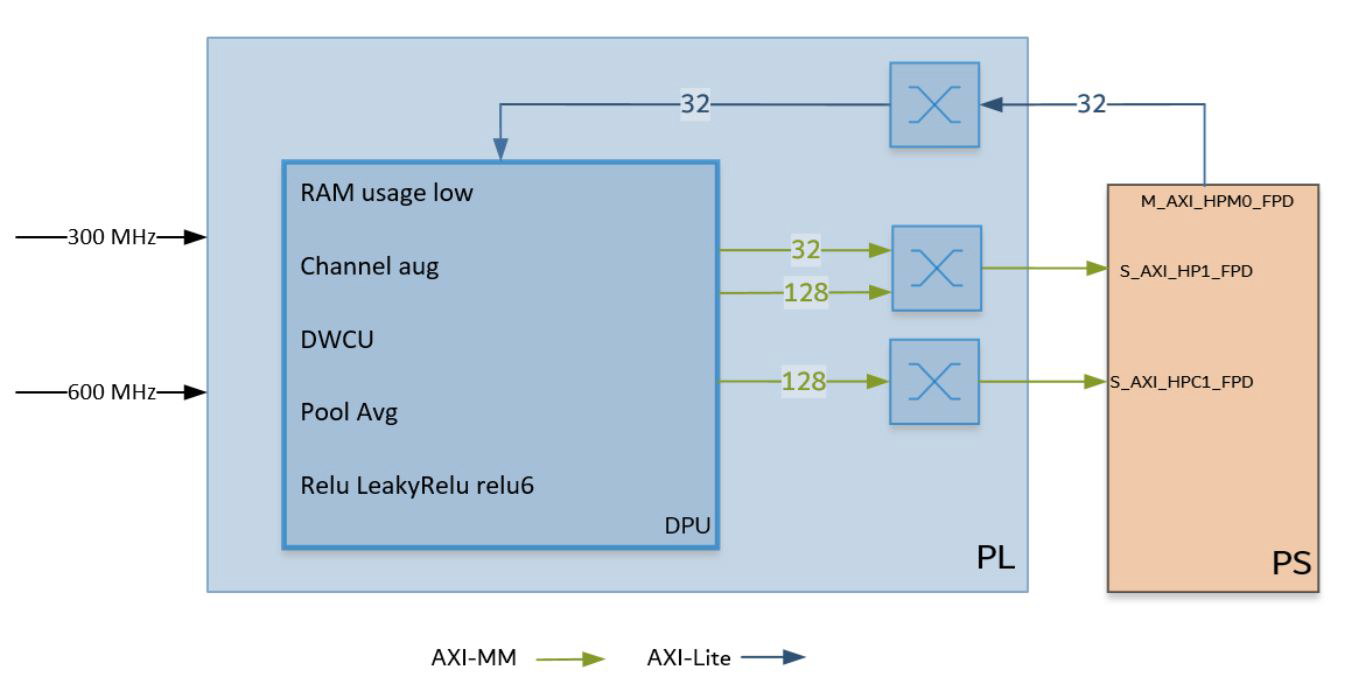 32
32
M_AXI_HPM0_FPD
RAM usage low
300 MHz
32
Channel aug
S_AXI_HP1_FPD
128
DWCU
128
S_AXI_HPC1_FPD
600 MHz
Pool Avg
Relu LeakyRelu relu6
DPU
PL
PS
AXI-MM
AXI-Lite